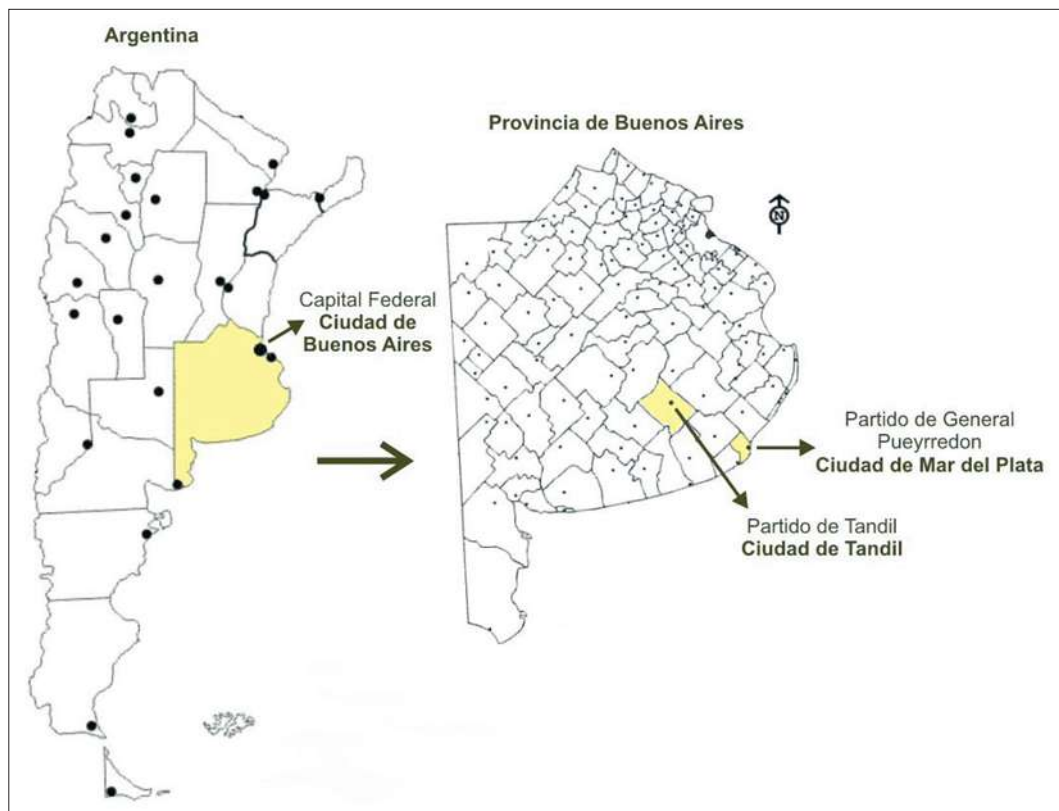 Argentina
Provincia de Buenos Aires
N
Capital Federal
Ciudad de
Buenos Aires
Partido de General
Pueyrredon
Ciudad de Mar del Plata
Partido de Tandil
Ciudad de Tandil